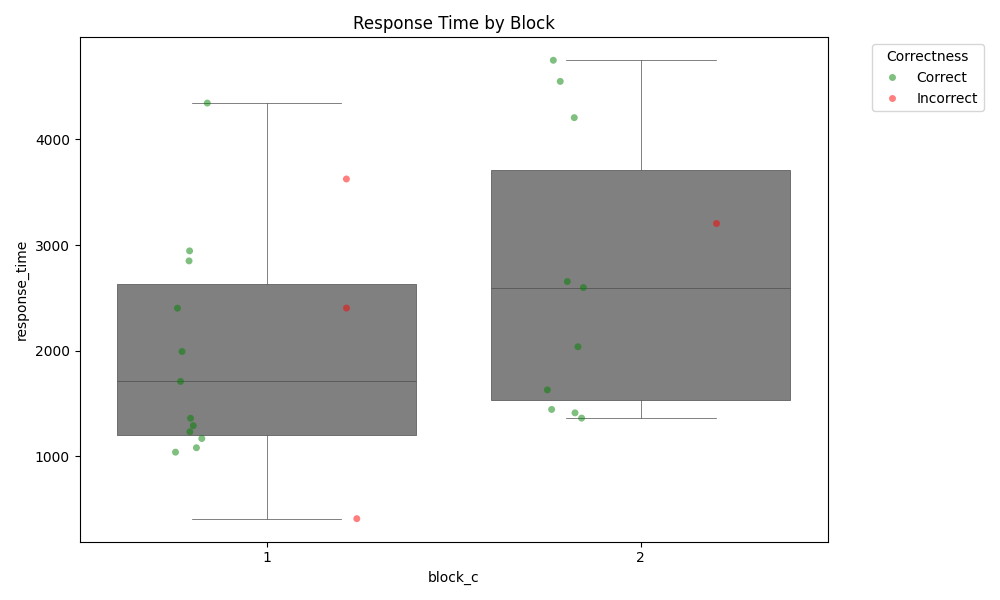 Response Time by Block
Correctness
Correct
Incorrect
response_time
4000
3000
2000
1000
1
2
block_c